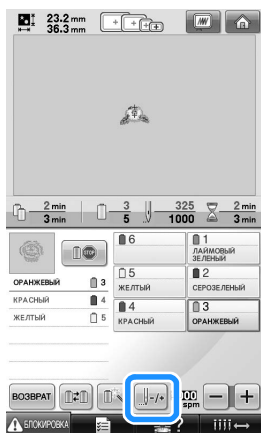 23.2 mm
36.3 mm
2 min
3 min
3
5
325
1000
2 min
3 min
STOP
ОРАНЖЕВЫЙ 3
КРАСНЫЙ 4
ЖЕЛТЫЙ 5
6
1
ЛАЙМОВЫЙ
ЗЕЛЕНЫЙ
5
ЖЕЛТЫЙ
2
СЕРОЗЕЛЕНЫЙ
4
КРАСНЫЙ
3
ОРАНЖЕВЫЙ
ВОЗВРАТ
-/+
spm
- +
БЛОКИРОВКА
?